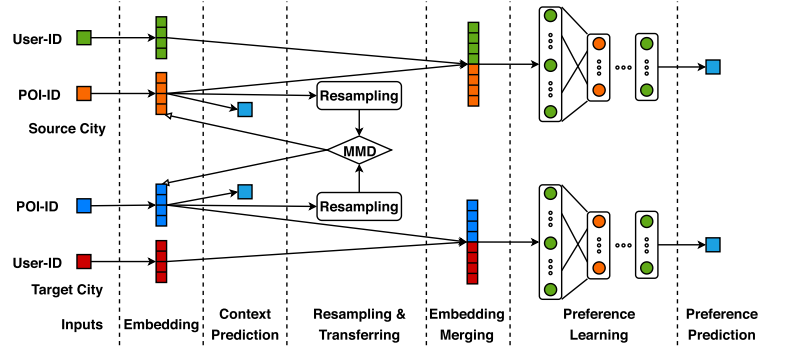 User-ID
POI-ID
Resampling
Source City
MMD
POI-ID
Resampling
User-ID
Target City
Inputs
Embedding
Context
Prediction
Resampling &
Transferring
Embedding
Merging
Preference
Learning
Preference
Prediction